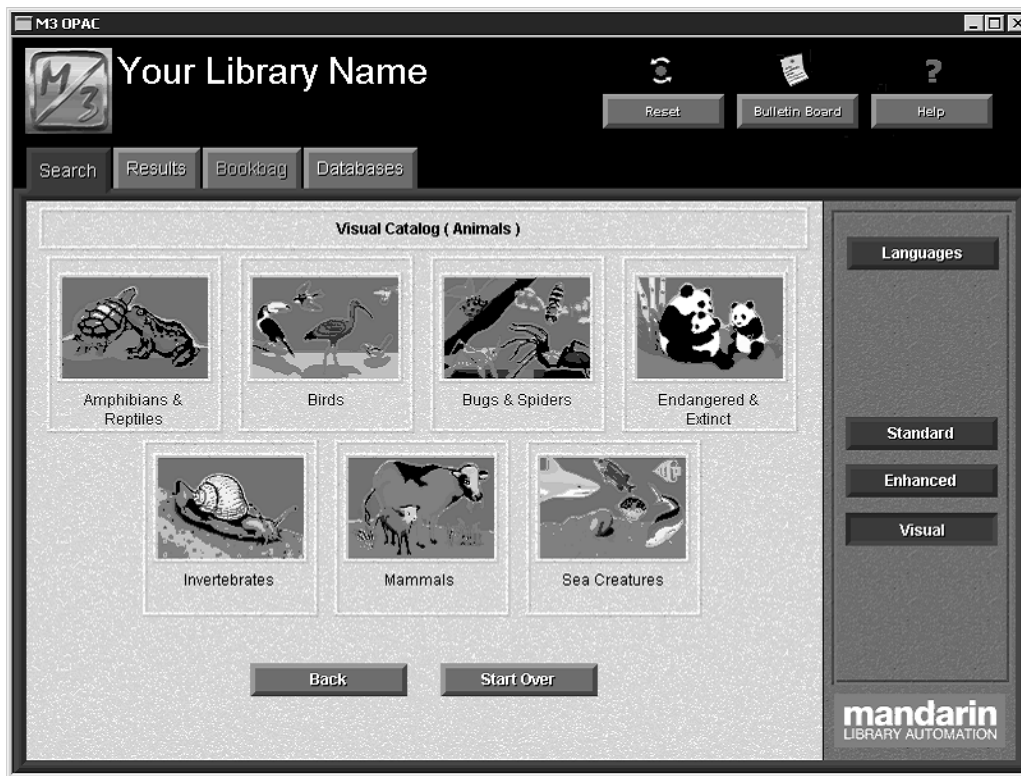 M3 OPAC
M/3
Your Library Name
Reset
Bulletin Board
Help
Search
Results
Bookbag
Databases
Visual Catalog ( Animals )
Languages
Amphibians &
Reptiles
Birds
Bugs & Spiders
Endangered &
Extinct
Standard
Enhanced
Visual
Invertebrates
Mammals
Sea Creatures
Back
Start Over
mandarin
LIBRARY AUTOMATION